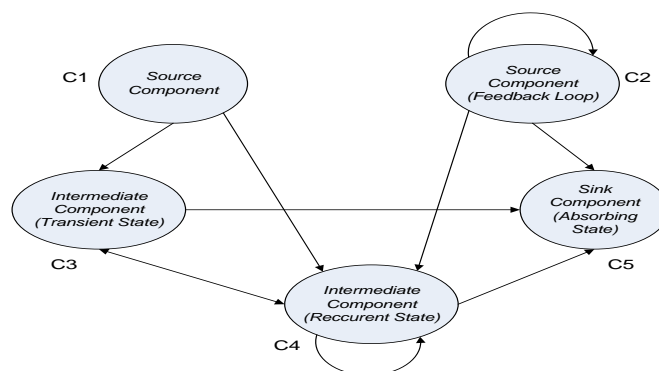 C1
Source
Component
Source
Component
(Feedback Loop)
C2
Intermediate
Component
(Transient State)
C3
Sink
Component
(Absorbing
State)
C5
Intermediate
Component
(Reccurent State)
C4